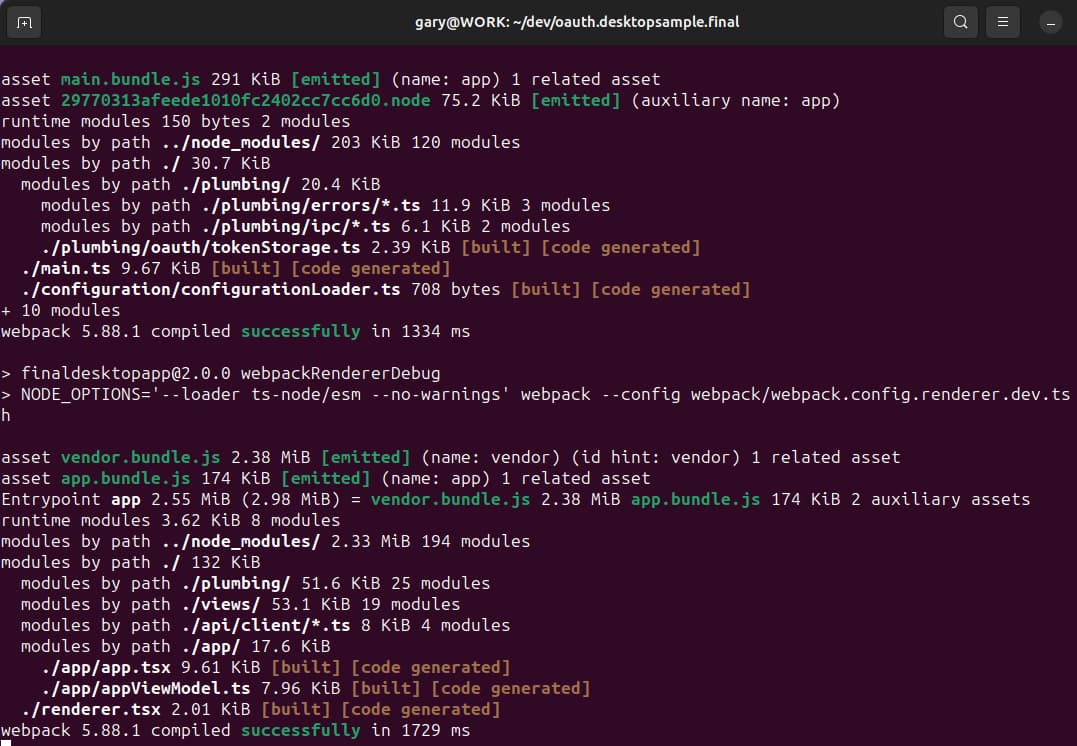 gary@WORK: ~/dev/oauth.desktopsample.final
asset main.bundle.js 291 KiB [emitted] (name: app) 1 related asset
asset 29770313afeede1010fc2402cc7cc6d0.node 75.2 KiB [emitted] (auxiliary name: app)
runtime modules 150 bytes 2 modules
modules by path ../node_modules/ 203 KiB 120 modules
modules by path ./ 30.7 KiB
  modules by path ./plumbing/ 20.4 KiB
    modules by path ./plumbing/errors/*.ts 11.9 KiB 3 modules
    modules by path ./plumbing/ipc/*.ts 6.1 KiB 2 modules
    ./plumbing/oauth/tokenStorage.ts 2.39 KiB [built] [code generated]
  ./main.ts 9.67 KiB [built] [code generated]
  ./configuration/configurationLoader.ts 708 bytes [built] [code generated]
+ 10 modules
webpack 5.88.1 compiled successfully in 1334 ms
> finaldesktopapp@2.0.0 webpackRendererDebug
> NODE_OPTIONS='--loader ts-node/esm --no-warnings' webpack --config webpack/webpack.config.renderer.dev.ts
h
asset vendor.bundle.js 2.38 MiB [emitted] (name: vendor) (id hint: vendor) 1 related asset
asset app.bundle.js 174 KiB [emitted] (name: app) 1 related asset
Entrypoint app 2.55 MiB (2.98 MiB) = vendor.bundle.js 2.38 MiB app.bundle.js 174 KiB 2 auxiliary assets
runtime modules 3.62 KiB 8 modules
modules by path ../node_modules/ 2.33 MiB 194 modules
modules by path ./ 132 KiB
  modules by path ./plumbing/ 51.6 KiB 25 modules
  modules by path ./views/ 53.1 KiB 19 modules
  modules by path ./api/client/*.ts 8 KiB 4 modules
  modules by path ./app/ 17.6 KiB
    ./app/app.tsx 9.61 KiB [built] [code generated]
    ./app/appViewModel.ts 7.96 KiB [built] [code generated]
  ./renderer.tsx 2.01 KiB [built] [code generated]
webpack 5.88.1 compiled successfully in 1729 ms